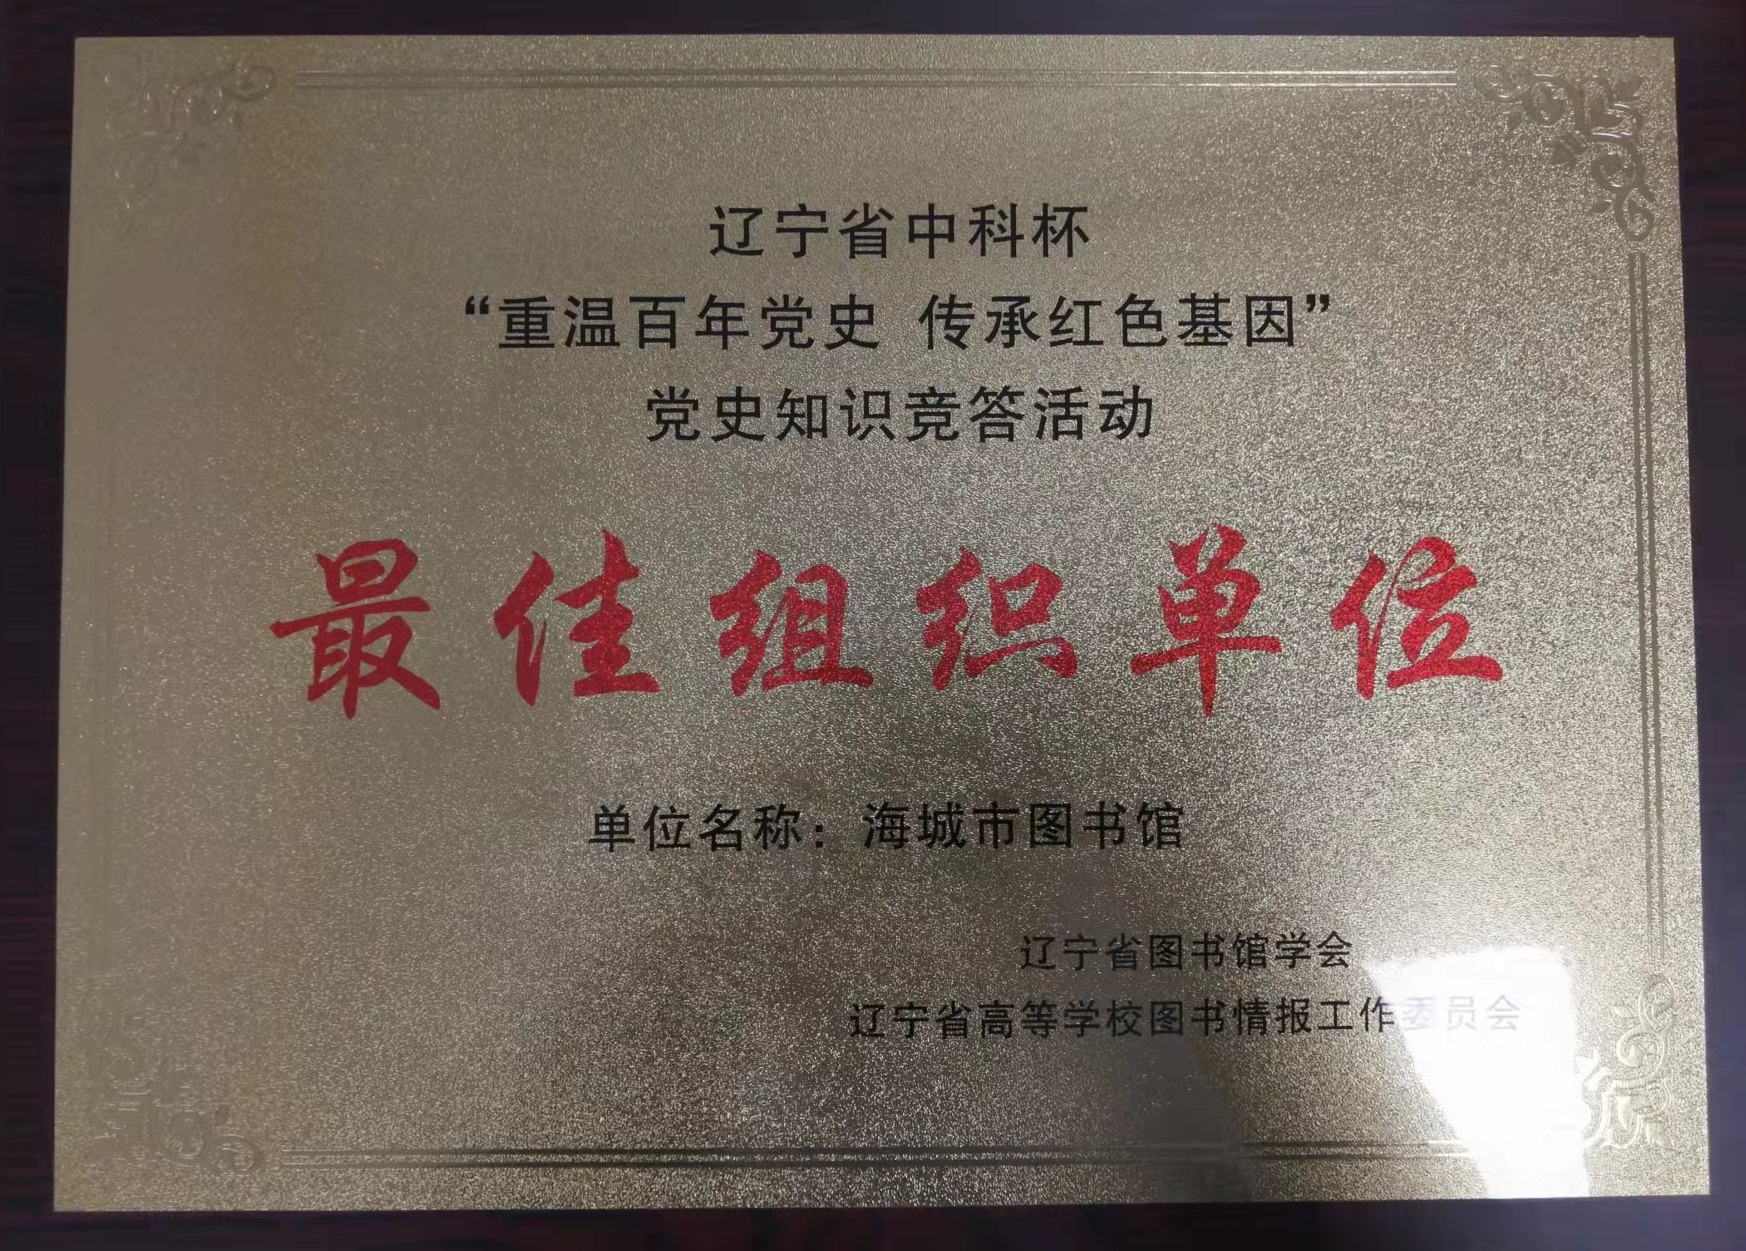 辽宁省中科杯
“重温百年党史 传承红色基因”
党史知识竞答活动
最佳组织单位
单位名称：海城市图书馆
辽宁省图书馆学会
辽宁省高等学校图书情报工作委员会